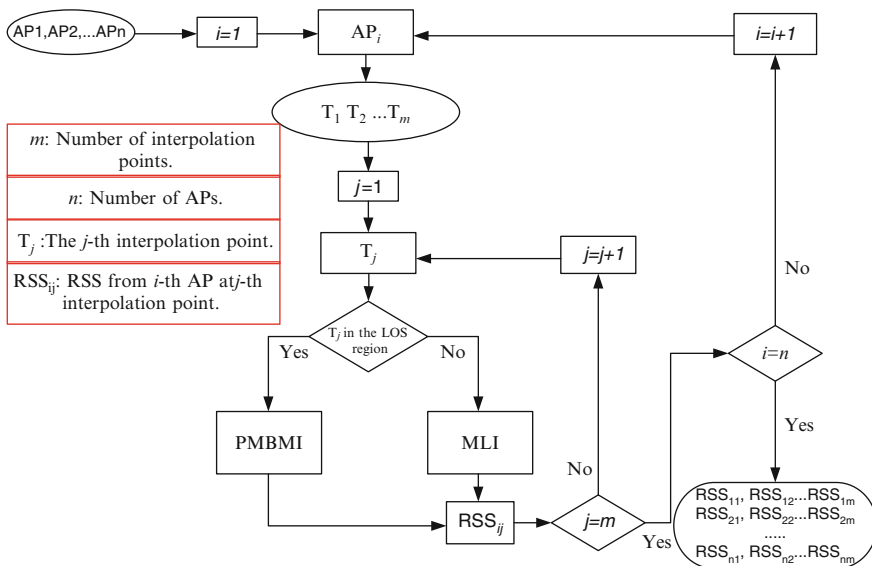 AP1,AP2,...APn
i=1
APᵢ
i=i+1
T₁ T₂ ...Tₘ
m: Number of interpolation
points.
n: Number of APs.
Tⱼ :The j-th interpolation point.
RSSᵢⱼ: RSS from i-th AP atj-th
interpolation point.
j=1
Tⱼ
j=j+1
No
Tⱼ in the LOS
region
Yes
No
i=n
PMBMI
MLI
Yes
No
RSSᵢⱼ
j=m
Yes
RSS₁₁, RSS₁₂...RSS₁ₘ
RSS₂₁, RSS₂₂...RSS₂ₘ
.....
RSSₙ₁, RSSₙ₂...RSSₙₘ